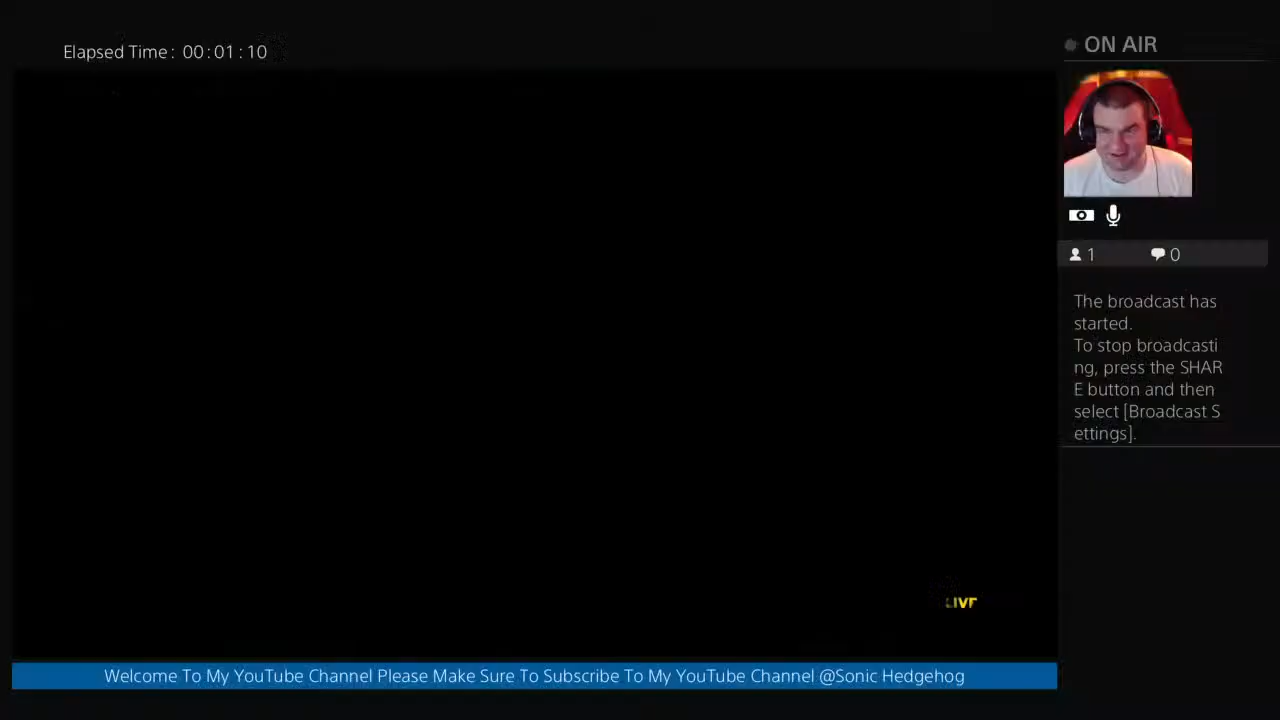 Elapsed Time: 00:01:10
ON AIR
1 0
The broadcast has
started.
To stop broadcasti
ng, press the SHAR
E button and then
select [Broadcast S
ettings].
LIVE
Welcome To My YouTube Channel Please Make Sure To Subscribe To My YouTube Channel @Sonic Hedgehog